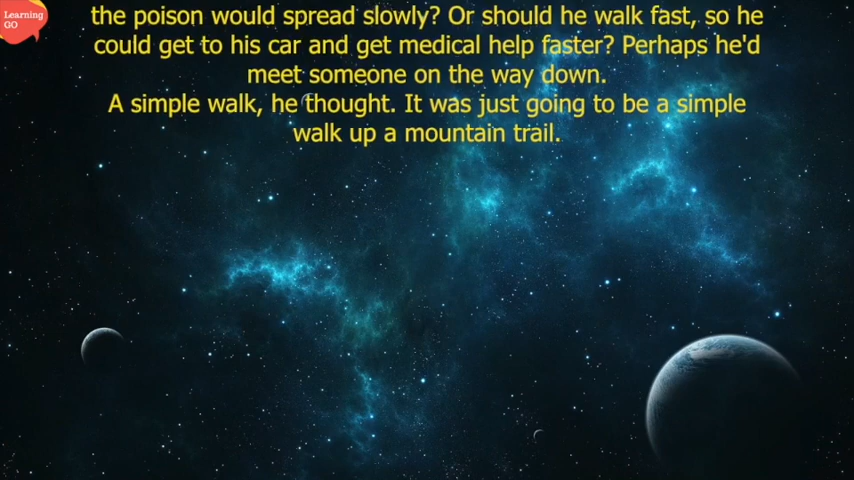 Learning
GO
the poison would spread slowly? Or should he walk fast, so he
could get to his car and get medical help faster? Perhaps he'd
meet someone on the way down.
A simple walk, he thought. It was just going to be a simple
walk up a mountain trail.